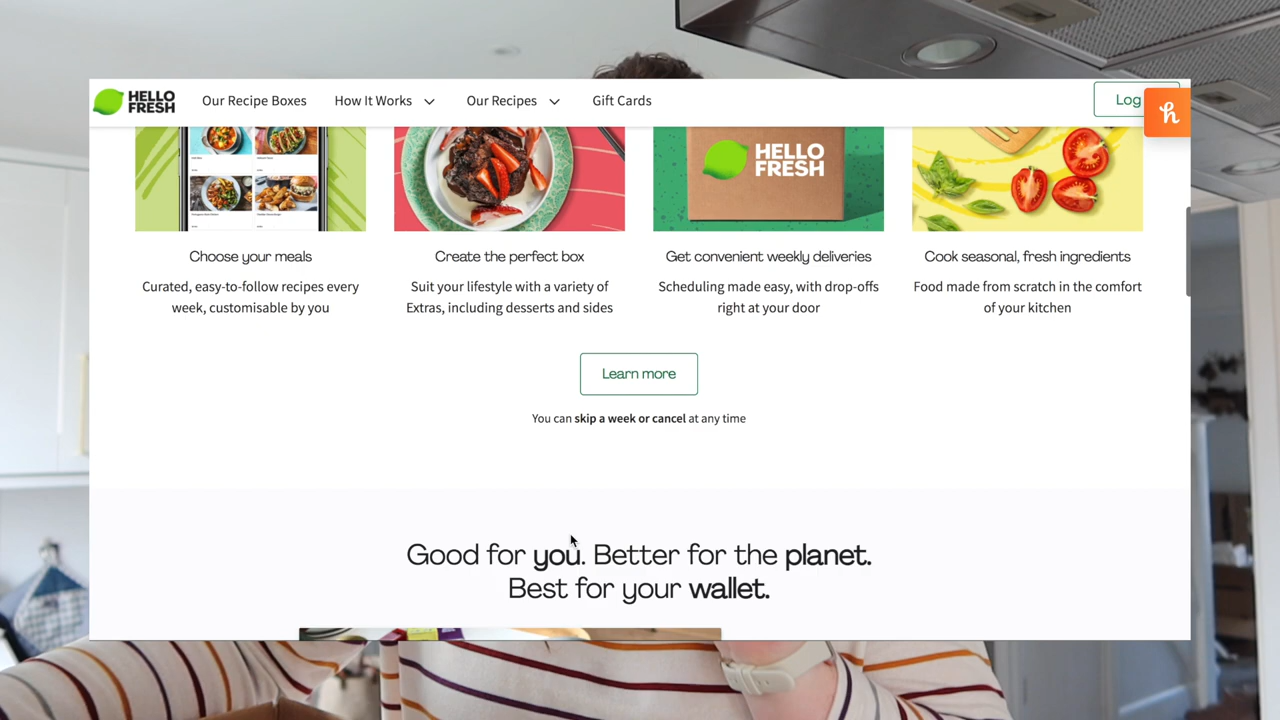 HELLO
FRESH
Our Recipe Boxes
How It Works
Our Recipes
Gift Cards
Log
h
HELLO
FRESH
Choose your meals
Curated, easy-to-follow recipes every
week, customisable by you
Create the perfect box
Suit your lifestyle with a variety of
Extras, including desserts and sides
Get convenient weekly deliveries
Scheduling made easy, with drop-offs
right at your door
Cook seasonal, fresh ingredients
Food made from scratch in the comfort
of your kitchen
Learn more
You can skip a week or cancel at any time
Good for you. Better for the planet.
Best for your wallet.